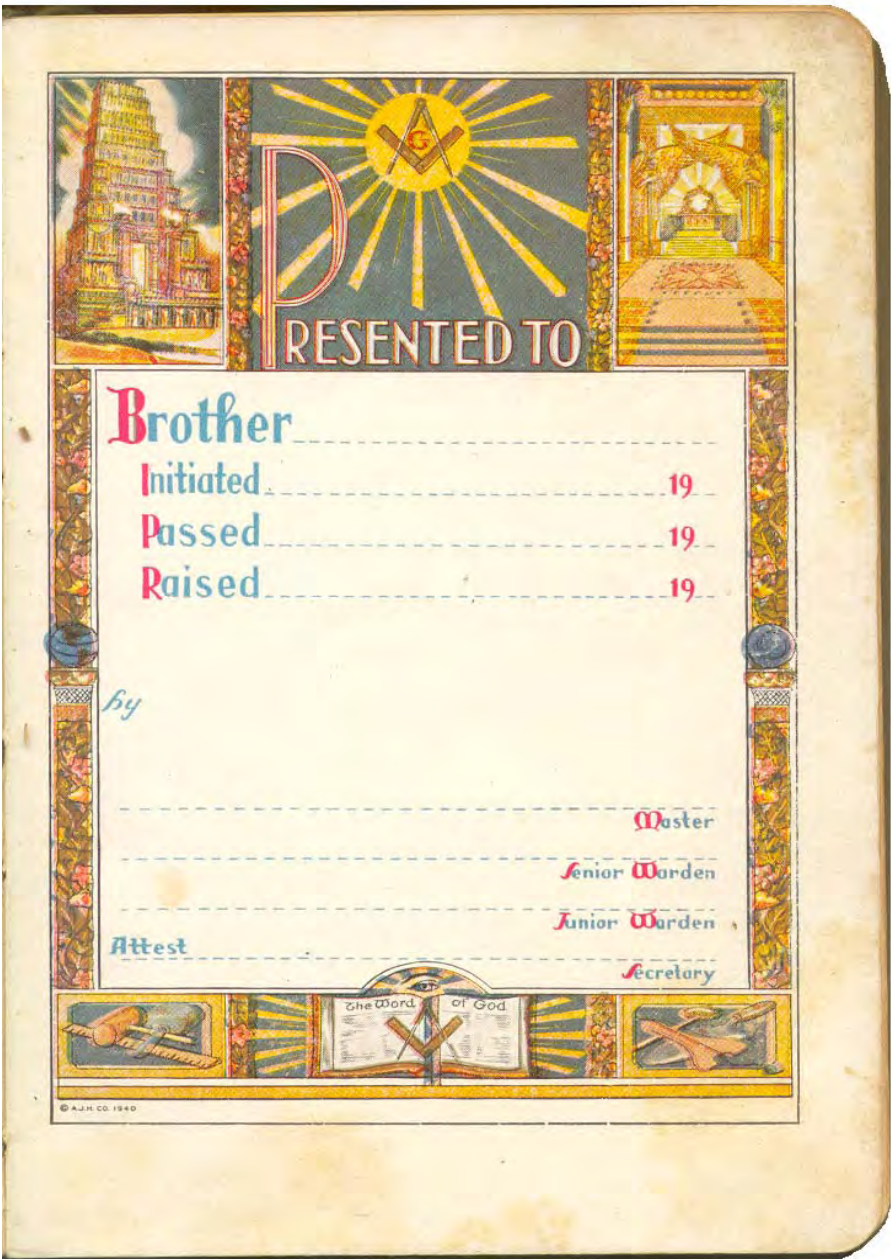 G
PRESENTED TO
Brother
Initiated 19
Passed 19
Raised 19
by
Master
Senior Warden
Junior Warden
Attest
Secretary
The Word of God
© A.J.H. CO. 1940